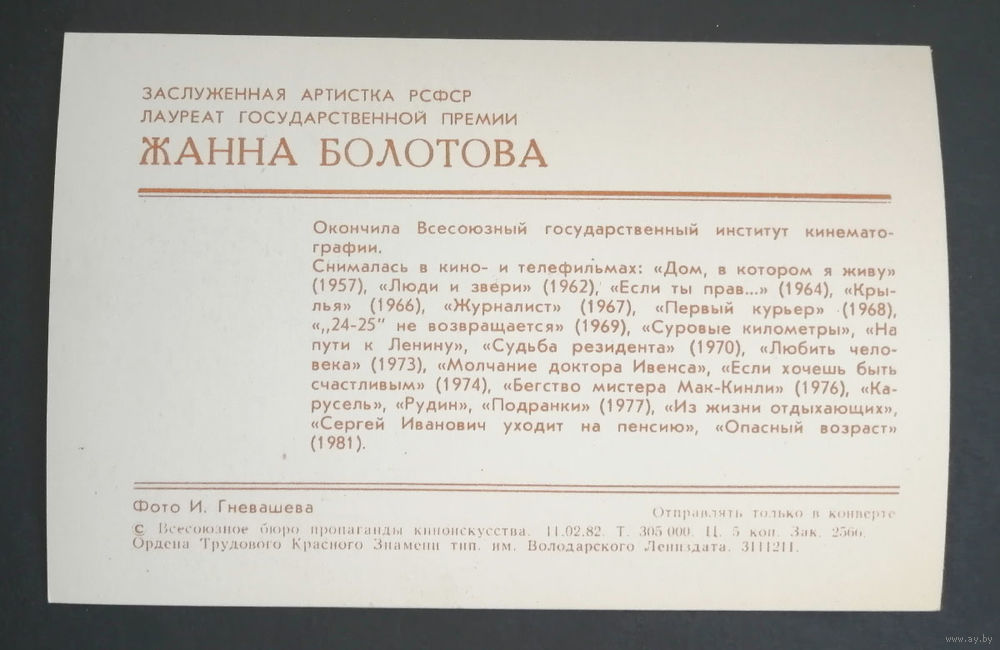 ЗАСЛУЖЕННАЯ АРТИСТКА РСФСР
ЛАУРЕАТ ГОСУДАРСТВЕННОЙ ПРЕМИИ
ЖАННА БОЛОТОВА
Окончила Всесоюзный государственный институт кинемато-
графии.
Снималась в кино- и телефильмах: «Дом, в котором я живу»
(1957), «Люди и звери» (1962), «Если ты прав...» (1964), «Кры-
лья» (1966), «Журналист» (1967), «Первый курьер» (1968),
«„24-25" не возвращается» (1969), «Суровые километры», «На
пути к Ленину», «Судьба резидента» (1970), «Любить чело-
века» (1973), «Молчание доктора Ивенса», «Если хочешь быть
счастливым» (1974), «Бегство мистера Мак-Кинли» (1976), «Ка-
русель», «Рудин», «Подранки» (1977), «Из жизни отдыхающих»,
«Сергей Иванович уходит на пенсию», «Опасный возраст»
(1981).
Фото И. Гневашева
Отправлять только в конверте
© Всесоюзное бюро пропаганды киноискусства. 11.02.82. Т. 305 000. Ц. 5 коп. Зак. 2566.
Ордена Трудового Красного Знамени тип. им. Володарского Лениздата.
www.ay.by